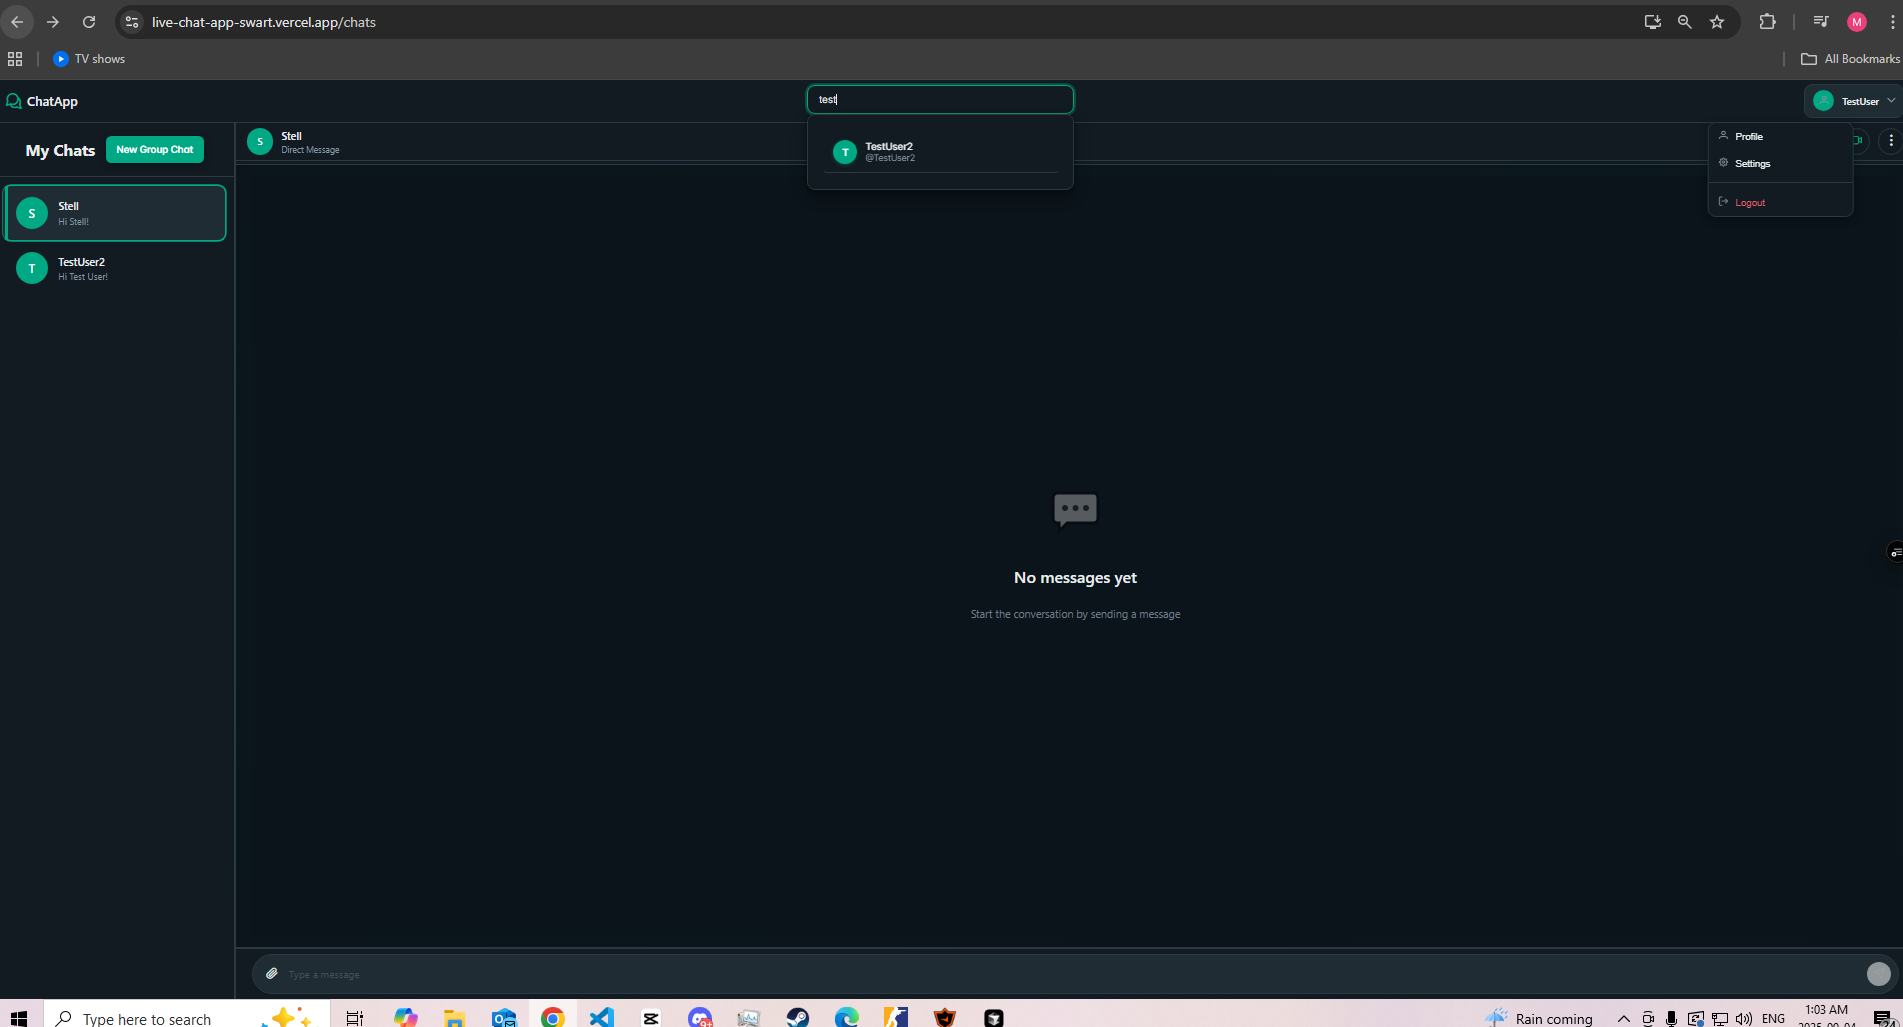 live-chat-app-swart.vercel.app/chats
M
TV shows
All Bookmarks
ChatApp
test
TestUser
My Chats
New Group Chat
S
Stell
Direct Message
T
TestUser2
@TestUser2
Profile
Settings
Logout
S
Stell
Hi Stell!
T
TestUser2
Hi Test User!
No messages yet
Start the conversation by sending a message
Type a message
Type here to search
9+
Rain coming
ENG
1:03 AM